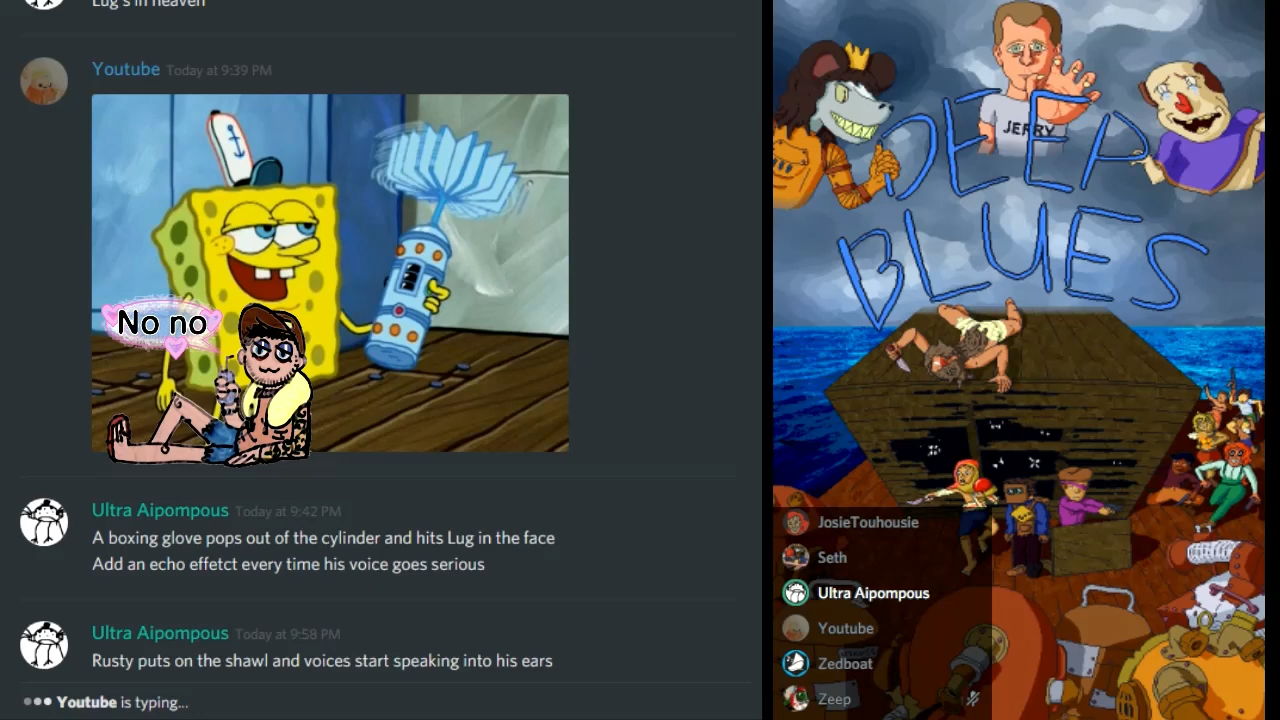 Lug's in heaven
Youtube Today at 9:39 PM
No no
Ultra Aipompous Today at 9:42 PM
A boxing glove pops out of the cylinder and hits Lug in the face
Add an echo effetct every time his voice goes serious
Ultra Aipompous Today at 9:58 PM
Rusty puts on the shawl and voices start speaking into his ears
Youtube is typing...
JERRY
DEEP
BLUES
JosieTouhousie
Seth
Ultra Aipompous
Youtube
Zedboat
Zeep